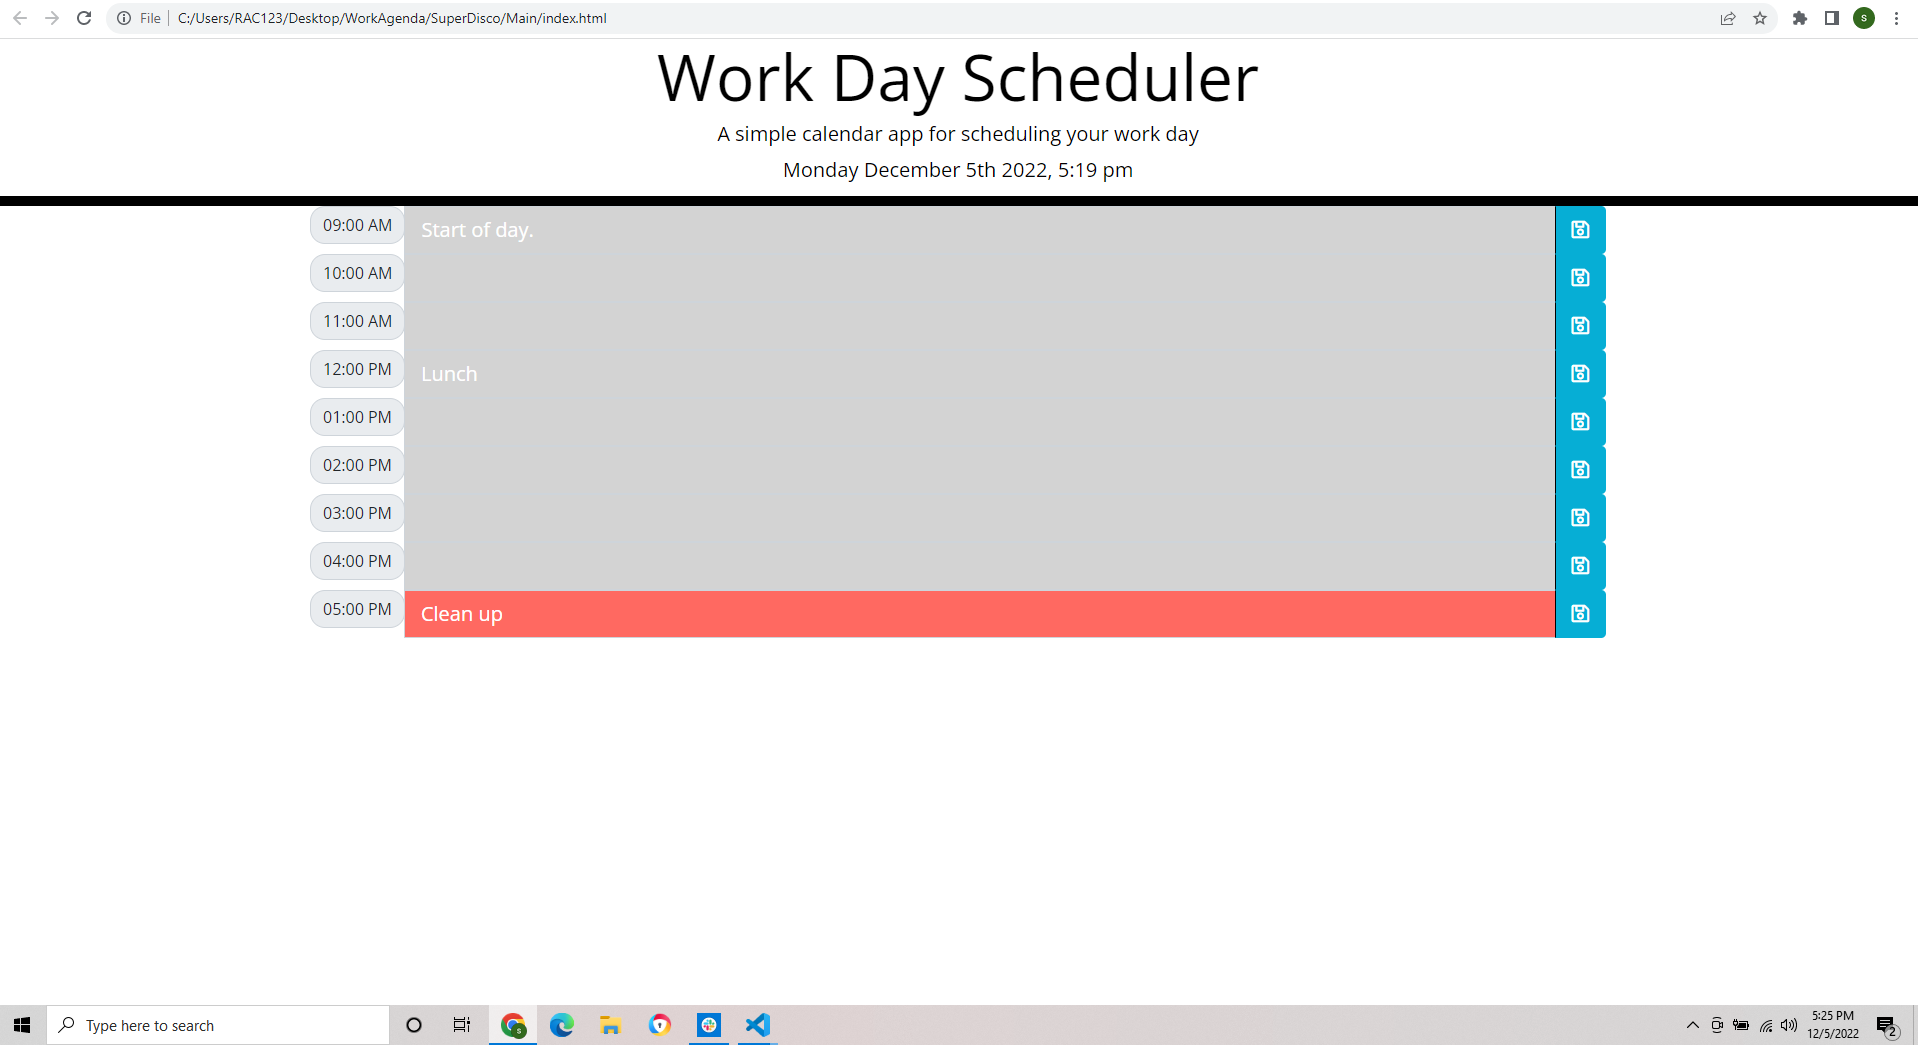 File C:/Users/RAC123/Desktop/WorkAgenda/SuperDisco/Main/index.html
S
Work Day Scheduler
A simple calendar app for scheduling your work day
Monday December 5th 2022, 5:19 pm
09:00 AM Start of day.
10:00 AM
11:00 AM
12:00 PM Lunch
01:00 PM
02:00 PM
03:00 PM
04:00 PM
05:00 PM Clean up
Type here to search
S
5:25 PM
12/5/2022
2